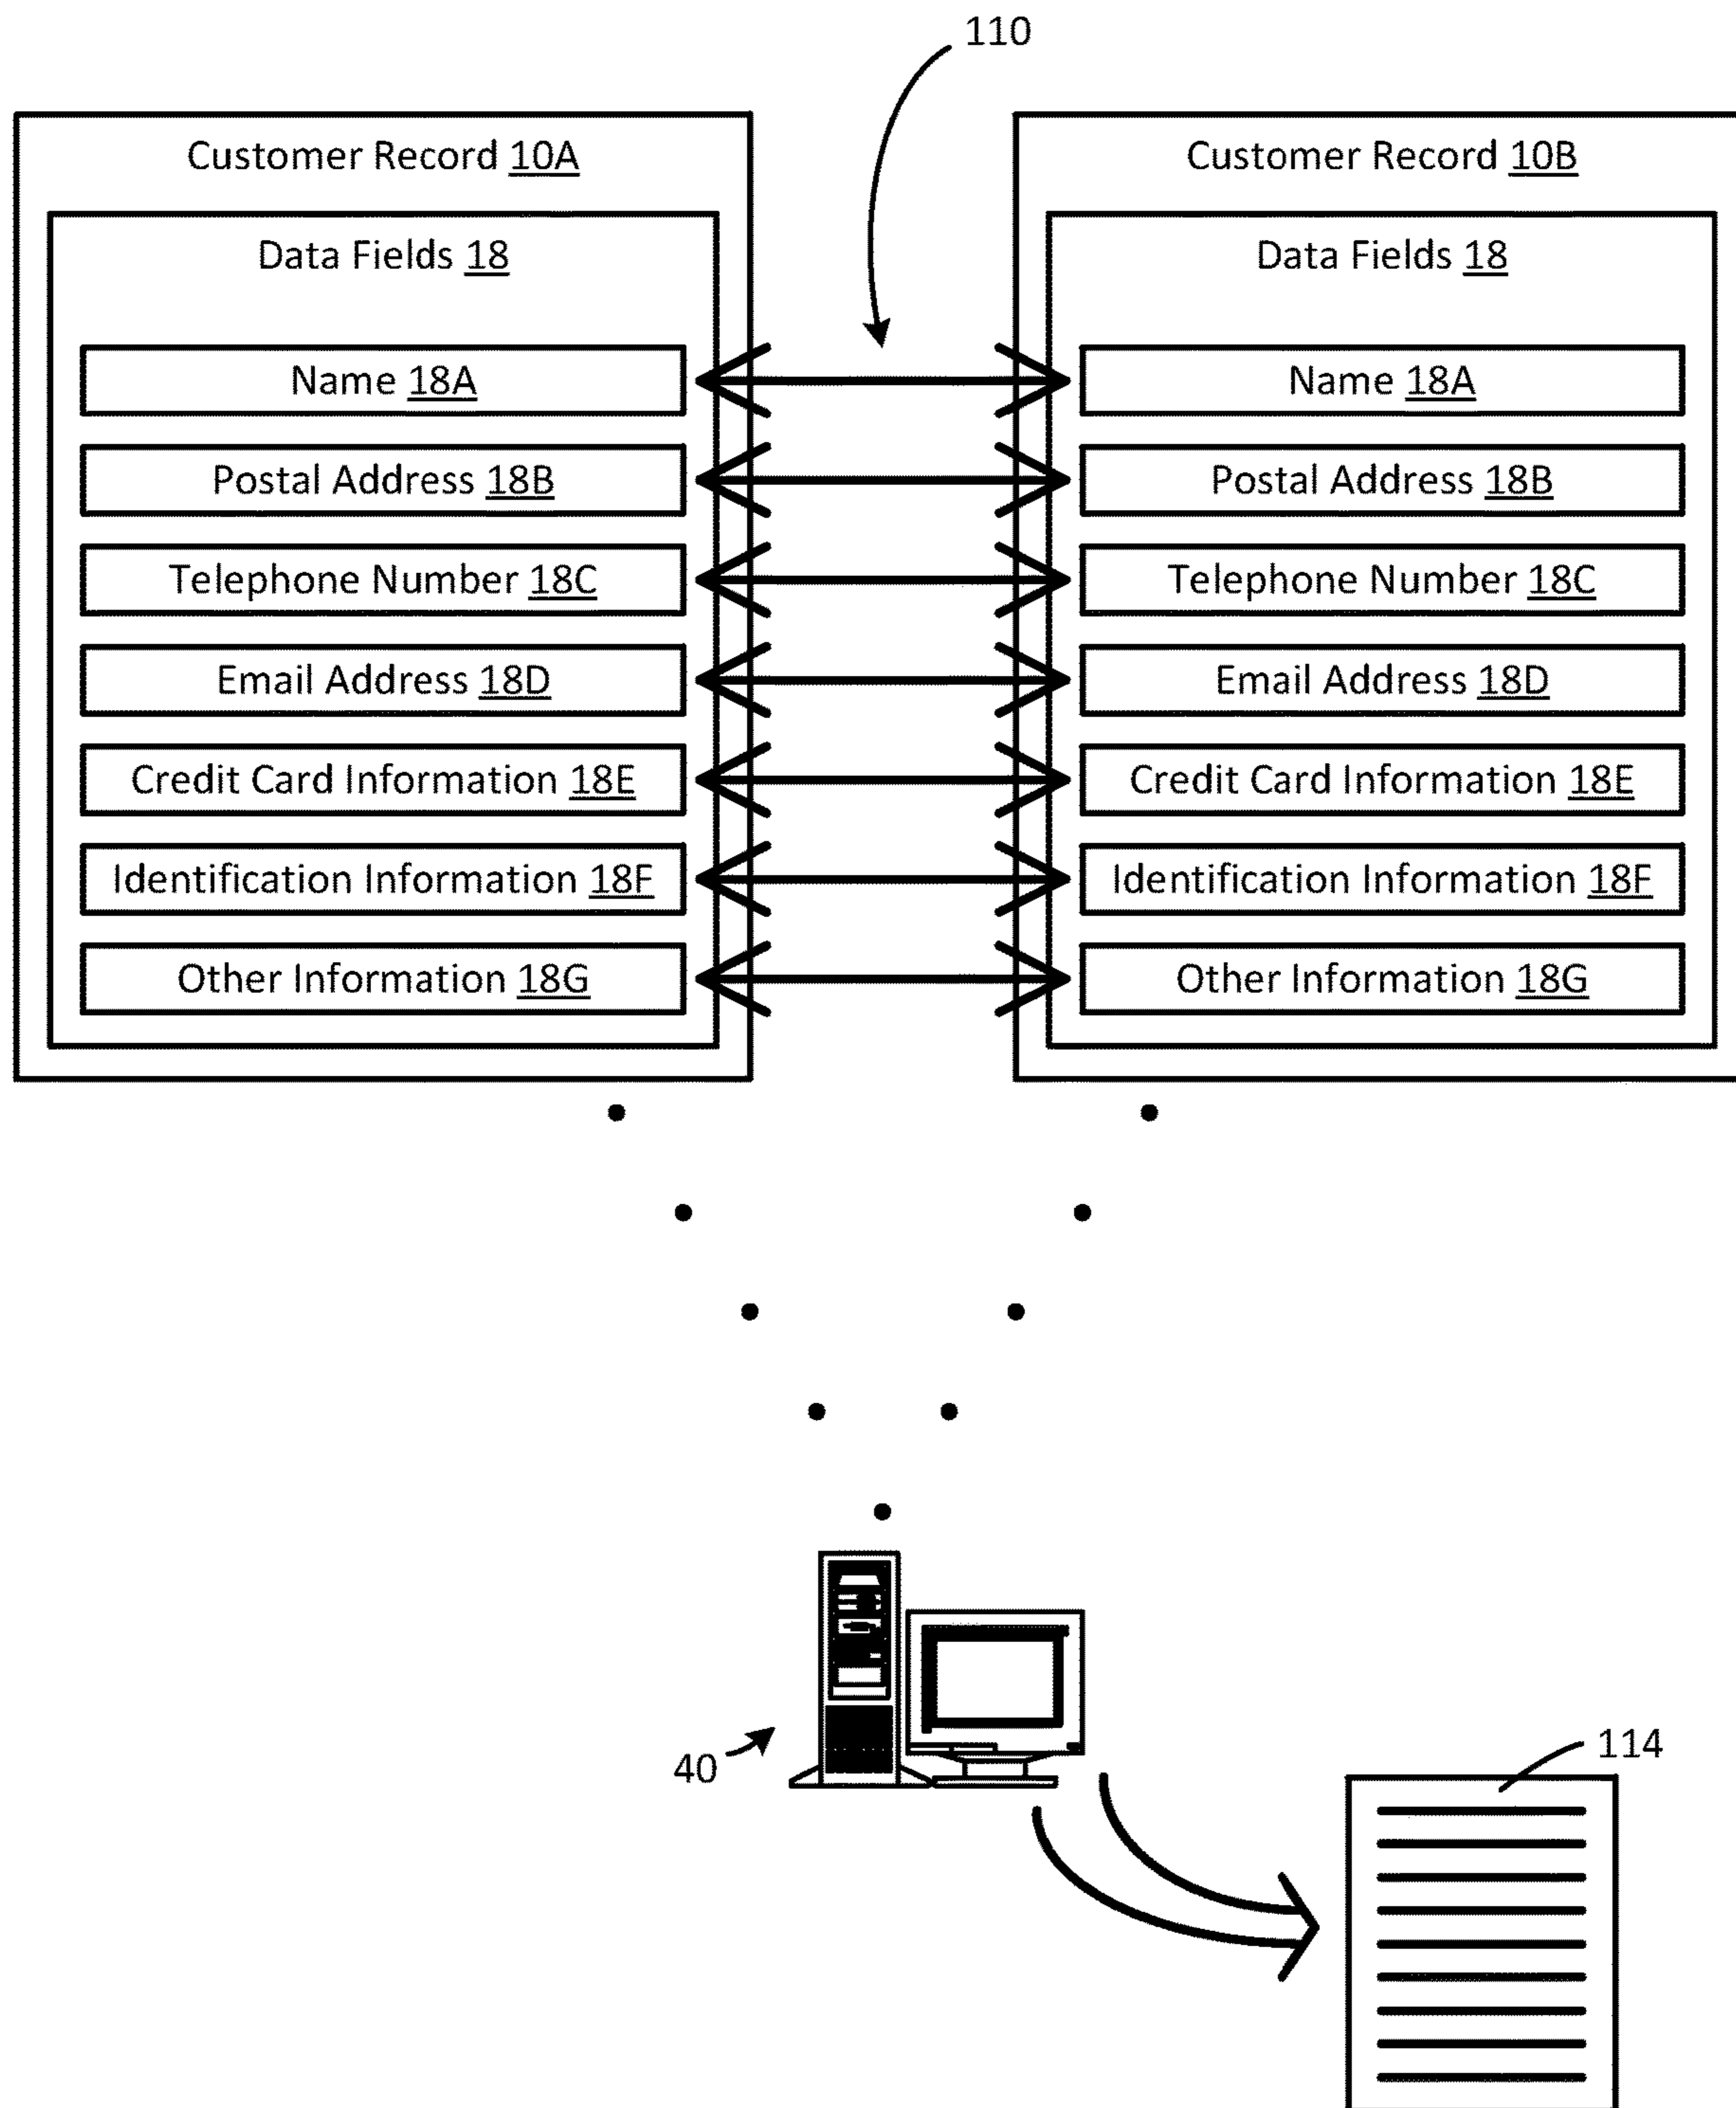 110
Customer Record 10A
Customer Record 10B
Data Fields 18
Data Fields 18
Name 18A
Name 18A
Postal Address 18B
Postal Address 18B
Telephone Number 18C
Telephone Number 18C
Email Address 18D
Email Address 18D
Credit Card Information 18E
Credit Card Information 18E
Identification Information 18F
Identification Information 18F
Other Information 18G
Other Information 18G
40
114